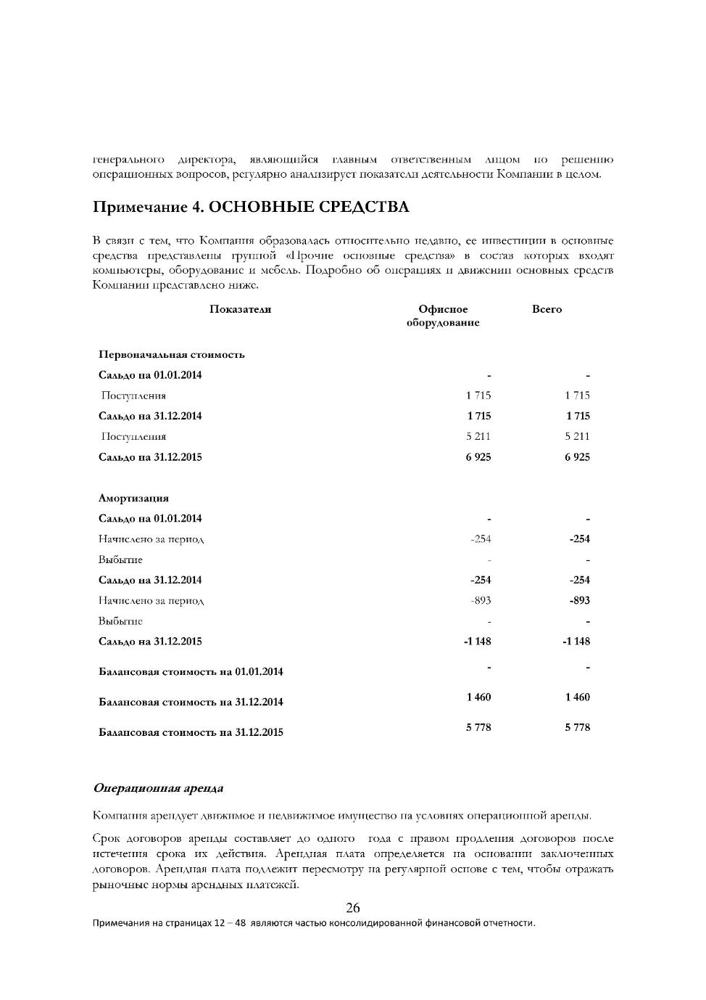 генерального директора, являющийся главным ответственным лицом по решению
операционных вопросов, регулярно анализирует показатели деятельности Компании в целом.
Примечание 4. ОСНОВНЫЕ СРЕДСТВА
В связи с тем, что Компания образовалась относительно недавно, ее инвестиции в основные
средства представлены группой «Прочие основные средства» в состав которых входят
компьютеры, оборудование и мебель. Подробно об операциях и движении основных средств
Компании представлено ниже.
Показатели Офисное Всего
оборудование
Первоначальная стоимость
Сальдо на 01.01.2014 - -
Поступления 1 715 1 715
Сальдо на 31.12.2014 1 715 1 715
Поступления 5 211 5 211
Сальдо на 31.12.2015 6 925 6 925
Амортизация
Сальдо на 01.01.2014 - -
Начислено за период -254 -254
Выбытие - -
Сальдо на 31.12.2014 -254 -254
Начислено за период -893 -893
Выбытие - -
Сальдо на 31.12.2015 -1 148 -1 148
Балансовая стоимость на 01.01.2014 - -
Балансовая стоимость на 31.12.2014 1 460 1 460
Балансовая стоимость на 31.12.2015 5 778 5 778
Операционная аренда
Компания арендует движимое и недвижимое имущество на условиях операционной аренды.
Срок договоров аренды составляет до одного года с правом продления договоров после
истечения срока их действия. Арендная плата определяется на основании заключенных
договоров. Арендная плата подлежит пересмотру на регулярной основе с тем, чтобы отражать
рыночные нормы арендных платежей.
26
Примечания на страницах 12 – 48 являются частью консолидированной финансовой отчетности.